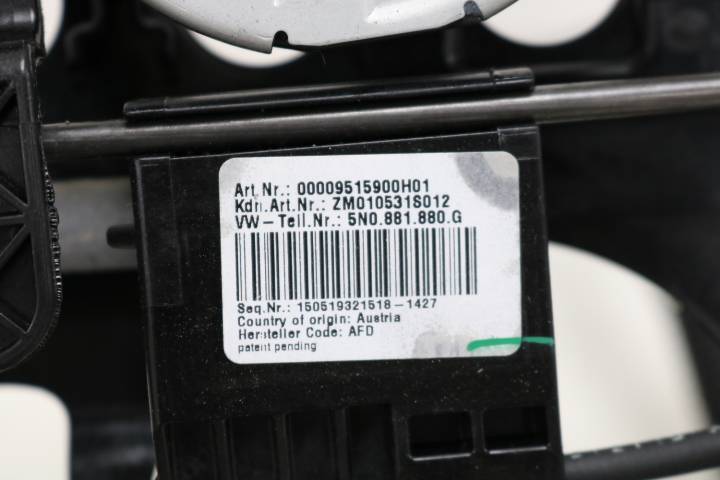 Art.Nr.: 00009515900H01
Kdn.Art.Nr.: ZM010531S012
VW-Teil.Nr.: 5N0.881.880.G
Seq.Nr.: 150519321518-1427
Country of origin: Austria
Hersteller Code: AFD
patent pending